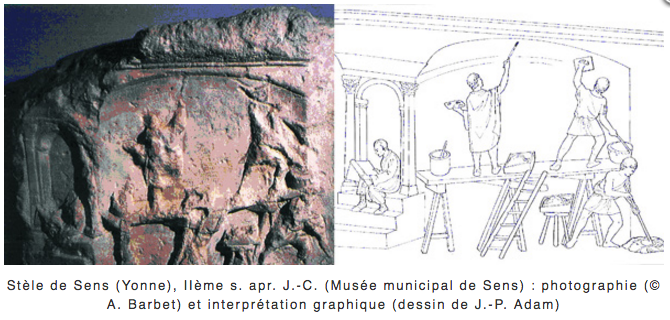 Stèle de Sens (Yonne), IIème s. apr. J.-C. (Musée municipal de Sens) : photographie (©
A. Barbet) et interprétation graphique (dessin de J.-P. Adam)